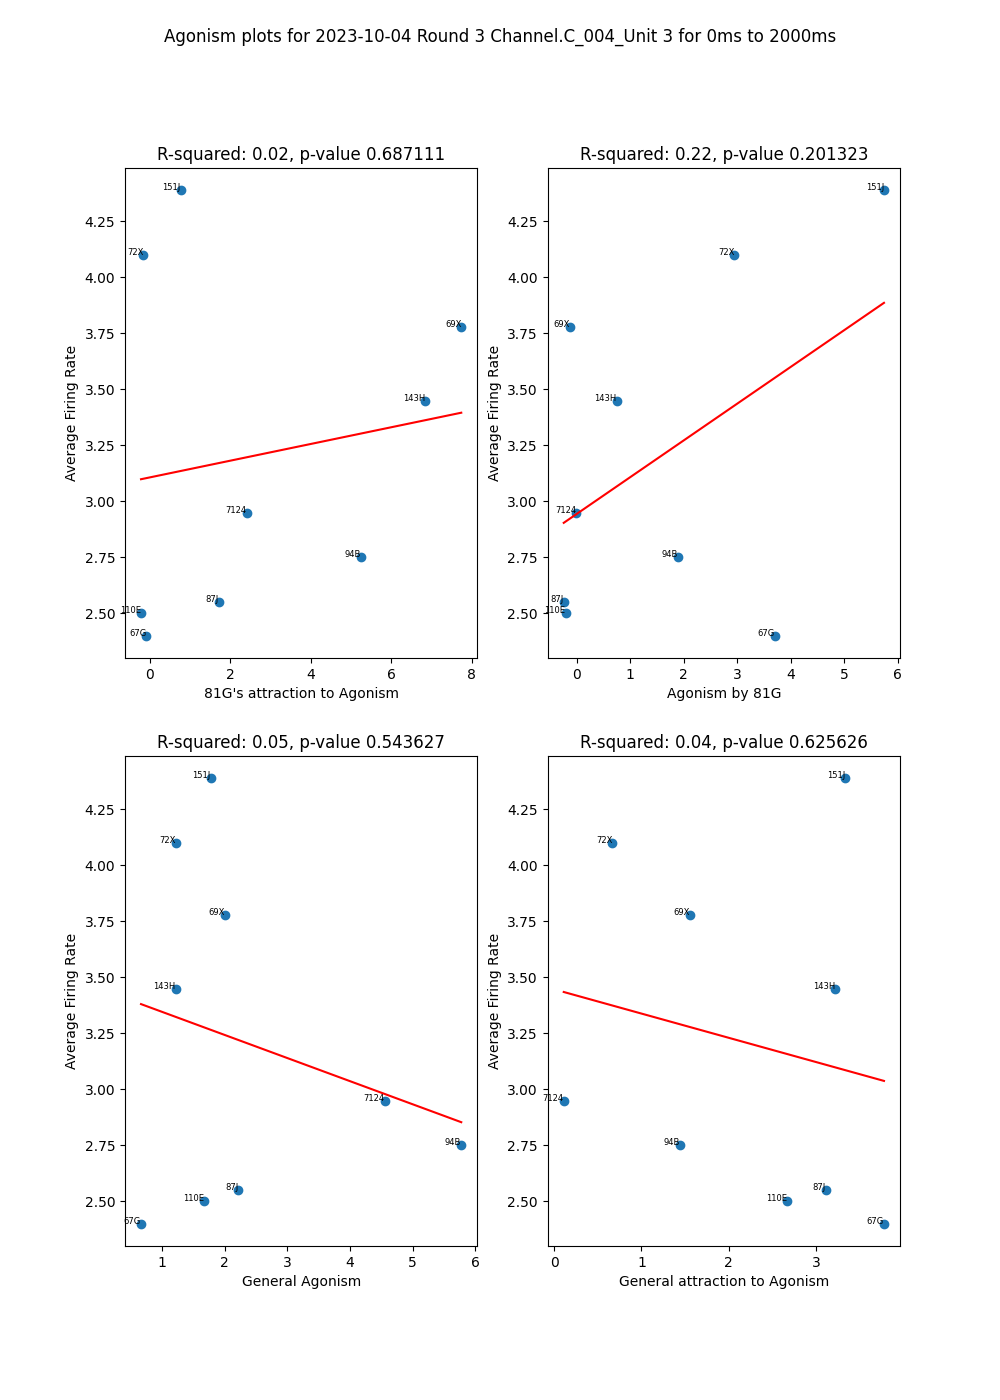 Agonism plots for 2023-10-04 Round 3 Channel.C_004_Unit 3 for 0ms to 2000ms
R-squared: 0.02, p-value 0.687111
151J
4.25
72X
4.00
3.75
69X
3.50
143H
3.25
3.00
7124
2.75
94B
87J
2.50
110E
67G
Average Firing Rate
0 2 4 6 8
81G's attraction to Agonism
R-squared: 0.22, p-value 0.201323
151J
4.25
72X
4.00
3.75
69X
3.50
143H
3.25
3.00
7124
2.75
94B
87J
2.50
110E
67G
Average Firing Rate
0 1 2 3 4 5 6
Agonism by 81G
R-squared: 0.05, p-value 0.543627
151J
4.25
72X
4.00
3.75
69X
3.50
143H
3.25
3.00
7124
2.75
94B
87J
2.50
110E
67G
Average Firing Rate
1 2 3 4 5 6
General Agonism
R-squared: 0.04, p-value 0.625626
151J
4.25
72X
4.00
3.75
69X
3.50
143H
3.25
3.00
7124
2.75
94B
87J
2.50
110E
67G
Average Firing Rate
0 1 2 3
General attraction to Agonism